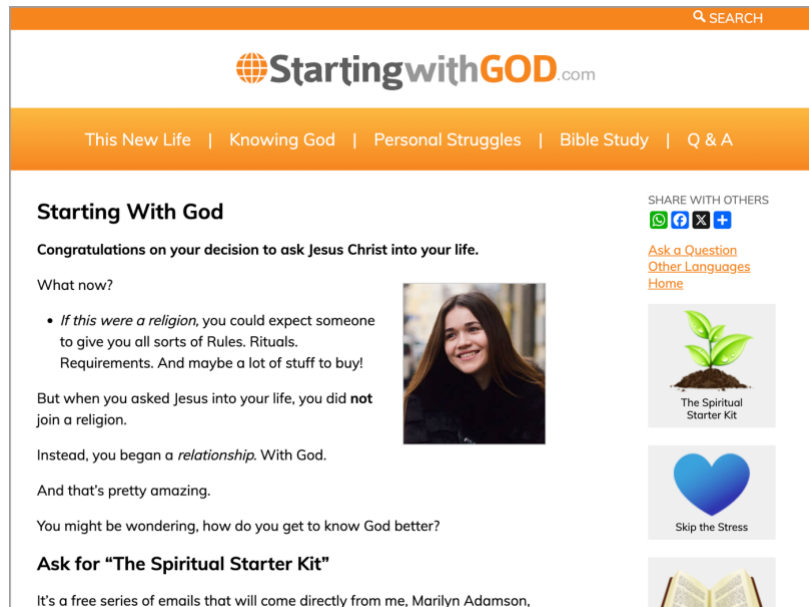 SEARCH
StartingwithGOD.com
This New Life | Knowing God | Personal Struggles | Bible Study | Q & A
Starting With God
Congratulations on your decision to ask Jesus Christ into your life.
What now?
• If this were a religion, you could expect someone
to give you all sorts of Rules. Rituals.
Requirements. And maybe a lot of stuff to buy!
But when you asked Jesus into your life, you did not
join a religion.
Instead, you began a relationship. With God.
And that’s pretty amazing.
You might be wondering, how do you get to know God better?
Ask for “The Spiritual Starter Kit”
It’s a free series of emails that will come directly from me, Marilyn Adamson,
SHARE WITH OTHERS
Ask a Question
Other Languages
Home
The Spiritual
Starter Kit
Skip the Stress